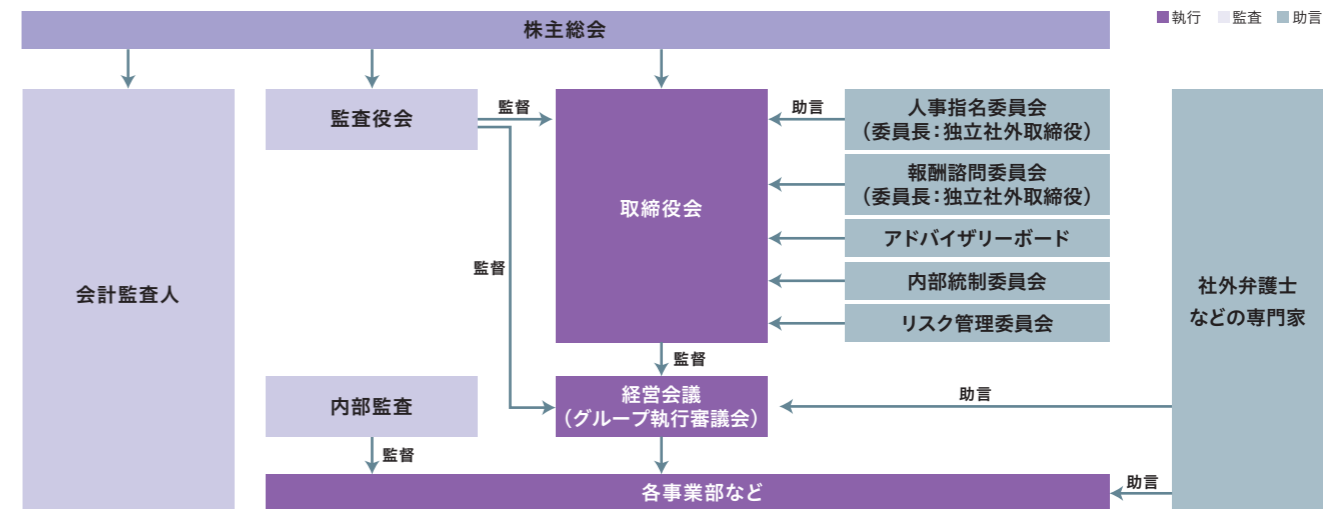 執行 監査 助言
株主総会
会計監査人
監査役会
監督
取締役会
助言
人事指名委員会
（委員長：独立社外取締役）
報酬諮問委員会
（委員長：独立社外取締役）
アドバイザリーボード
内部統制委員会
リスク管理委員会
社外弁護士
などの専門家
監督
監督
内部監査
経営会議
（グループ執行審議会）
助言
監督
各事業部など
助言